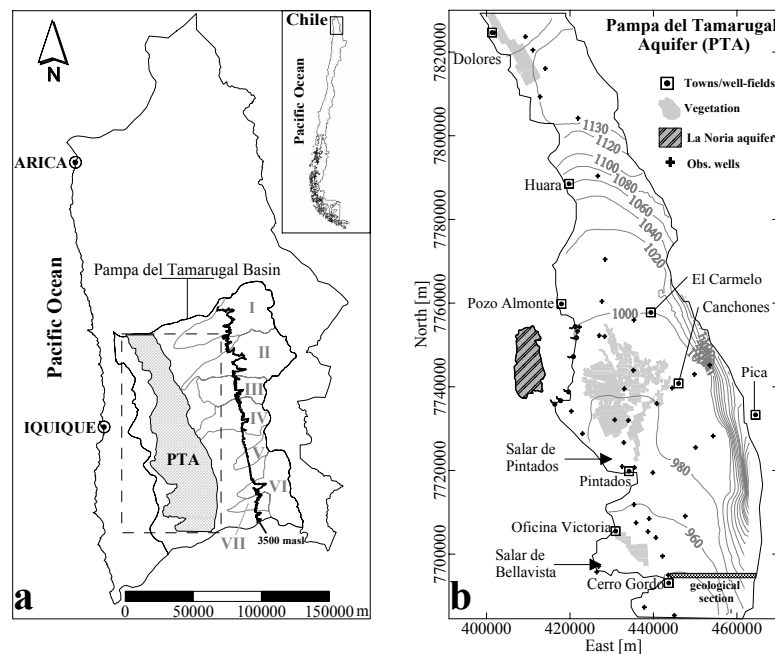 N
Pacific Ocean
Chile
Pacific Ocean
ARICA
Pampa del Tamarugal Basin
I
II
III
IV
V
VI
VII
PTA
IQUIQUE
3500 masl
a
0
50000
100000
150000 m
b
Pampa del Tamarugal
Aquifer (PTA)
Towns/well-fields
Vegetation
La Noria aquifer
Obs. wells
Dolores
1130
1120
1100
1080
1060
1040
1020
Huara
El Carmelo
Canchones
Pozo Almonte
1000
Pica
Salar de
Pintados
980
Pintados
Oficina Victoria
960
Salar de
Bellavista
Cerro Gordo
geological
section
North [m]
7820000
7800000
7780000
7760000
7740000
7720000
7700000
400000
420000
440000
460000
East [m]